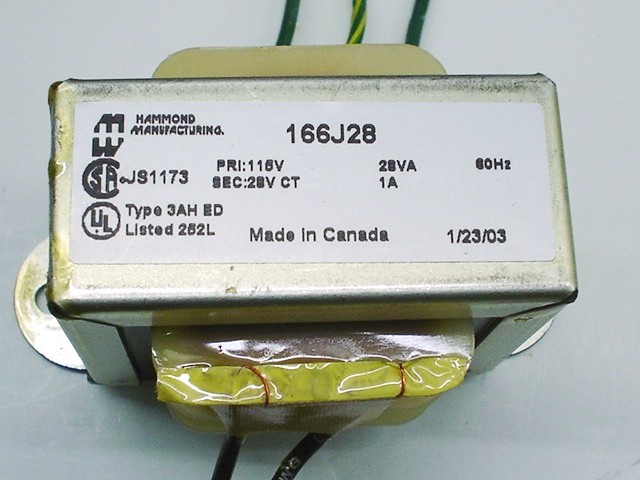 HAMMOND
MANUFACTURING.
166J28
JS1173
PRI:115V 28VA 60Hz
SEC:28V CT 1A
Type 3AH ED
Listed 252L
Made in Canada 1/23/03